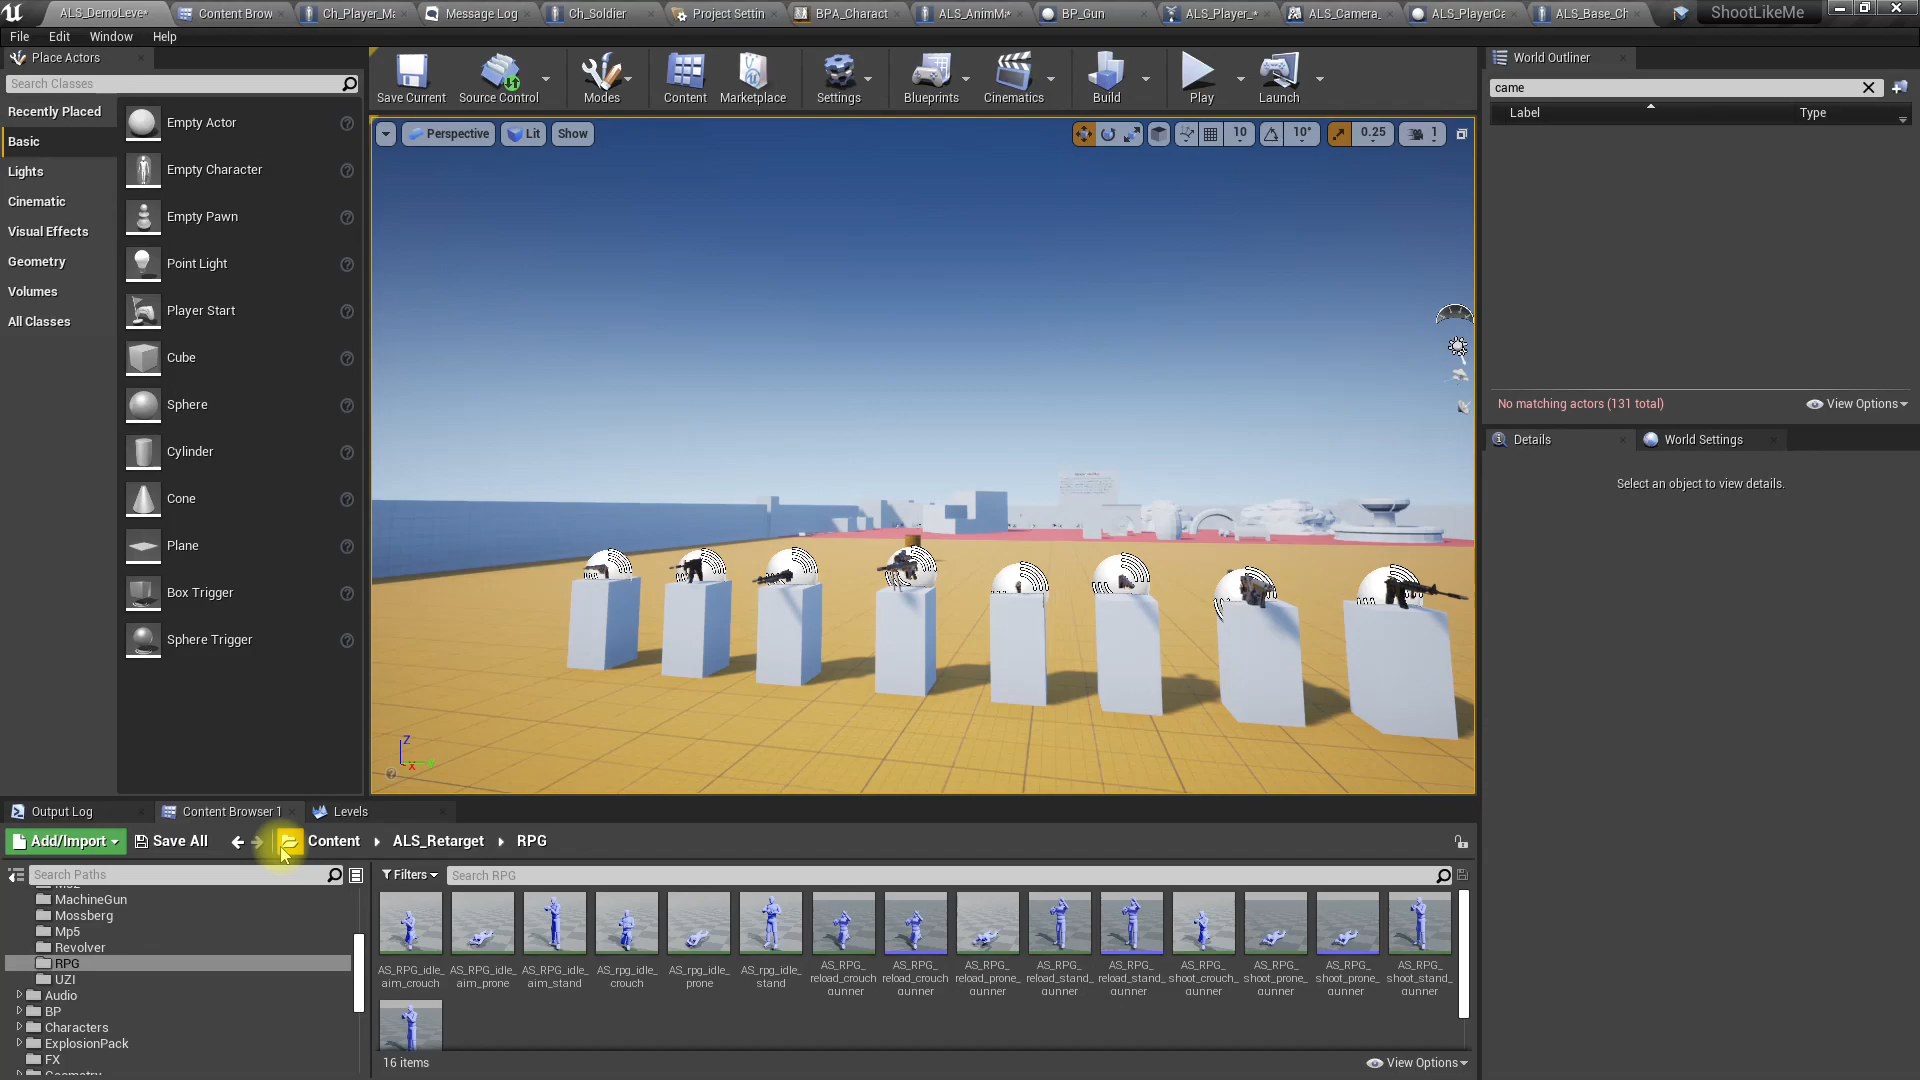 ALS_DemoLeve*
Content Brow
Ch_Player_Ma
Message Log
Ch_Soldier
Project Settin
BPA_Charact
ALS_AnimMa*
BP_Gun
ALS_Player_*
ALS_Camera_
ALS_PlayerCa
ALS_Base_Ch
ShootLikeMe
File Edit Window Help
Place Actors
Search Classes
Recently Placed
Basic
Lights
Cinematic
Visual Effects
Geometry
Volumes
All Classes
Empty Actor
Empty Character
Empty Pawn
Point Light
Player Start
Cube
Sphere
Cylinder
Cone
Plane
Box Trigger
Sphere Trigger
Save Current
Source Control
Modes
Content
Marketplace
Settings
Blueprints
Cinematics
Build
Play
Launch
Perspective
Lit
Show
10
10°
0.25
1
Z
X
World Outliner
came
Label
Type
No matching actors (131 total)
View Options
Details
World Settings
Select an object to view details.
Output Log
Content Browser 1
Levels
Add/Import
Save All
Content
ALS_Retarget
RPG
Search Paths
MachineGun
Mossberg
Mp5
Revolver
RPG
UZI
Audio
BP
Characters
ExplosionPack
FX
Geometry
Filters
Search RPG
AS_RPG_idle_
aim_crouch
AS_RPG_idle_
aim_prone
AS_RPG_idle_
aim_stand
AS_rpg_idle_
crouch
AS_rpg_idle_
prone
AS_rpg_idle_
stand
AS_RPG_
reload_crouch
gunner
AS_RPG_
reload_crouch_
gunner
AS_RPG_
reload_prone_
gunner
AS_RPG_
reload_stand_
gunner
AS_RPG_
reload_stand_
gunner
AS_RPG_
shoot_crouch_
gunner
AS_RPG_
shoot_prone_
gunner
AS_RPG_
shoot_prone_
gunner
AS_RPG_
shoot_stand_
gunner
16 items
View Options